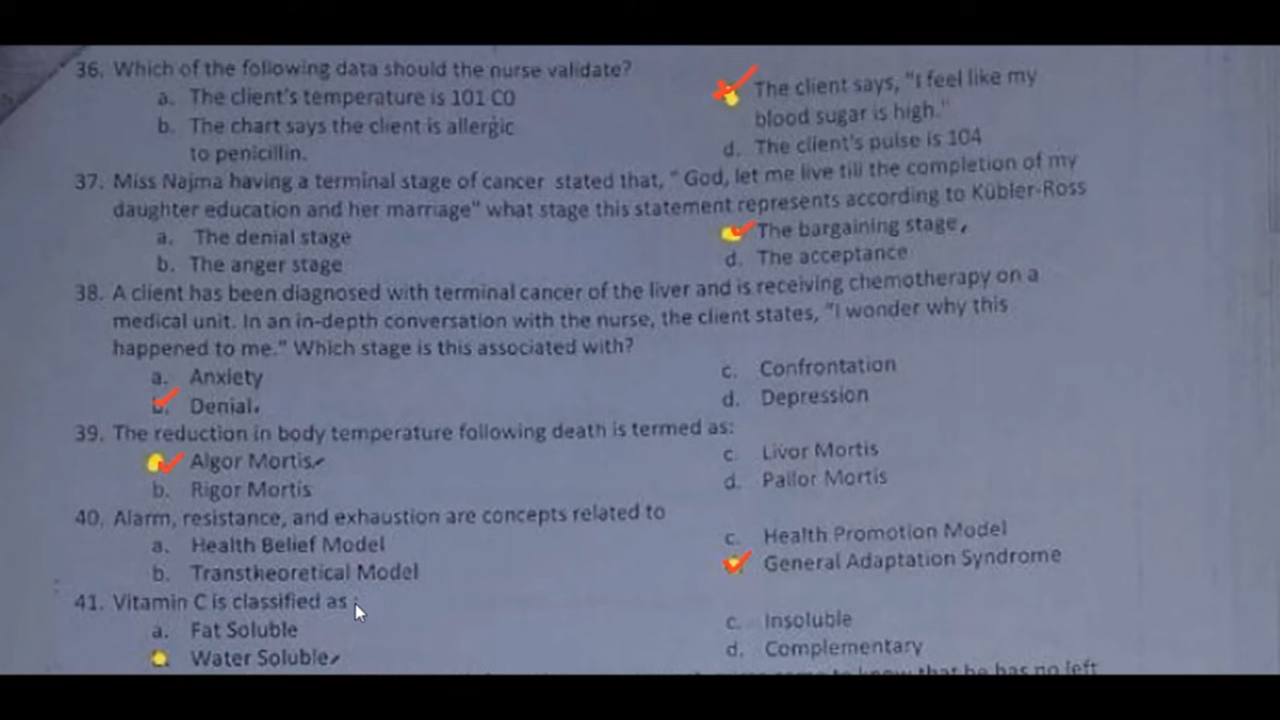 36. Which of the following data should the nurse validate?
a. The client's temperature is 101 C0
b. The chart says the client is allergic
to penicillin.
The client says, "I feel like my
blood sugar is high."
d. The client's pulse is 104
37. Miss Najma having a terminal stage of cancer stated that, " God, let me live till the completion of my
daughter education and her marriage" what stage this statement represents according to Kübler-Ross
a. The denial stage
b. The anger stage
The bargaining stage
d. The acceptance
38. A client has been diagnosed with terminal cancer of the liver and is receiving chemotherapy on a
medical unit. In an in-depth conversation with the nurse, the client states, "I wonder why this
happened to me." Which stage is this associated with?
a. Anxiety
b. Denial
c. Confrontation
d. Depression
39. The reduction in body temperature following death is termed as:
Algor Mortis
b. Rigor Mortis
c. Livor Mortis
d. Pallor Mortis
40. Alarm, resistance, and exhaustion are concepts related to
a. Health Belief Model
b. Transtheoretical Model
c. Health Promotion Model
General Adaptation Syndrome
41. Vitamin C is classified as :
a. Fat Soluble
Water Soluble
c. Insoluble
d. Complementary
know that he has no left